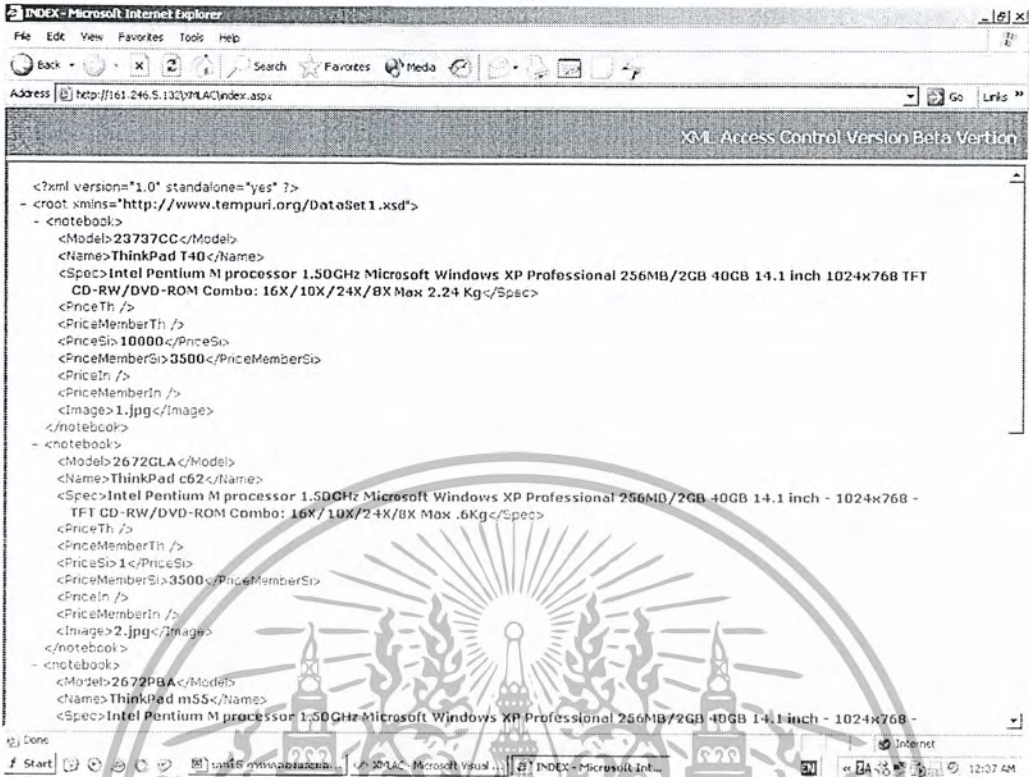 INDEX - Microsoft Internet Explorer
File Edit View Favorites Tools Help
Back Search Favorites Media
Address http://161.246.5.132/XMLAC/index.aspx Go Links »
XML Access Control Version Beta Vertion
<?xml version="1.0" standalone="yes" ?>
- <root xmlns="http://www.tempuri.org/DataSet1.xsd">
- <notebook>
<Model>23737CC</Model>
<Name>ThinkPad T40</Name>
<Spec>Intel Pentium M processor 1.50GHz Microsoft Windows XP Professional 256MB/2GB 40GB 14.1 inch 1024x768 TFT
CD-RW/DVD-ROM Combo: 16X/10X/24X/8X Max 2.24 Kg</Spec>
<PriceTh />
<PriceMemberTh />
<PriceSi>10000</PriceSi>
<PriceMemberSi>3500</PriceMemberSi>
<PriceIn />
<PriceMemberIn />
<Image>1.jpg</Image>
</notebook>
- <notebook>
<Model>2672GLA</Model>
<Name>ThinkPad c62</Name>
<Spec>Intel Pentium M processor 1.50GHz Microsoft Windows XP Professional 256MB/2GB 40GB 14.1 inch - 1024x768 -
TFT CD-RW/DVD-ROM Combo: 16X/10X/24X/8X Max .6Kg</Spec>
<PriceTh />
<PriceMemberTh />
<PriceSi>1</PriceSi>
<PriceMemberSi>3500</PriceMemberSi>
<PriceIn />
<PriceMemberIn />
<Image>2.jpg</Image>
</notebook>
- <notebook>
<Model>2672PBA</Model>
<Name>ThinkPad m55</Name>
<Spec>Intel Pentium M processor 1.50GHz Microsoft Windows XP Professional 256MB/2GB 40GB 14.1 inch - 1024x768 -
Done Internet
Start XMLAC - Microsoft Visual ... INDEX - Microsoft Int... EN 12:37 AM